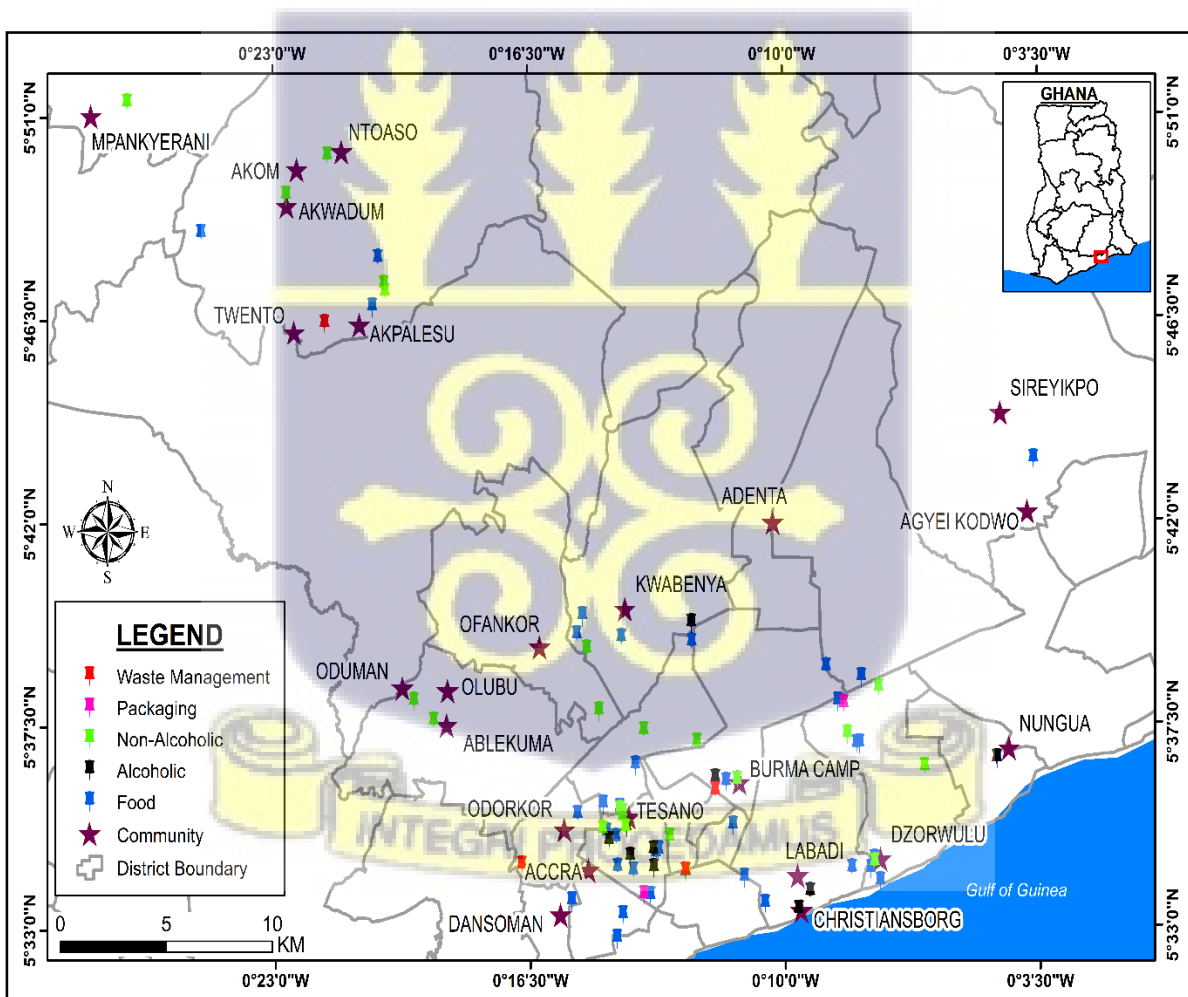 0°23'0"W
0°16'30"W
0°10'0"W
0°3'30"W
5°51'0"N
5°51'0"N
GHANA
MPANKYERANI
NTOASO
AKOM
AKWADUM
TWENTO
AKPALESU
5°46'30"N
5°46'30"N
SIREYIKPO
N
W
E
S
ADENTA
AGYEI KODWO
5°42'0"N
5°42'0"N
KWABENYA
OFANKOR
LEGEND
Waste Management
Packaging
Non-Alcoholic
Alcoholic
Food
Community
District Boundary
ODUMAN
OLUBU
ABLEKUMA
NUNGUA
5°37'30"N
5°37'30"N
BURMA CAMP
ODORKOR
TESANO
INTEGRI PROCEDAMUS
DZORWULU
LABADI
ACCRA
Gulf of Guinea
DANSOMAN
CHRISTIANSBORG
5°33'0"N
5°33'0"N
0
5
10
KM
0°23'0"W
0°16'30"W
0°10'0"W
0°3'30"W